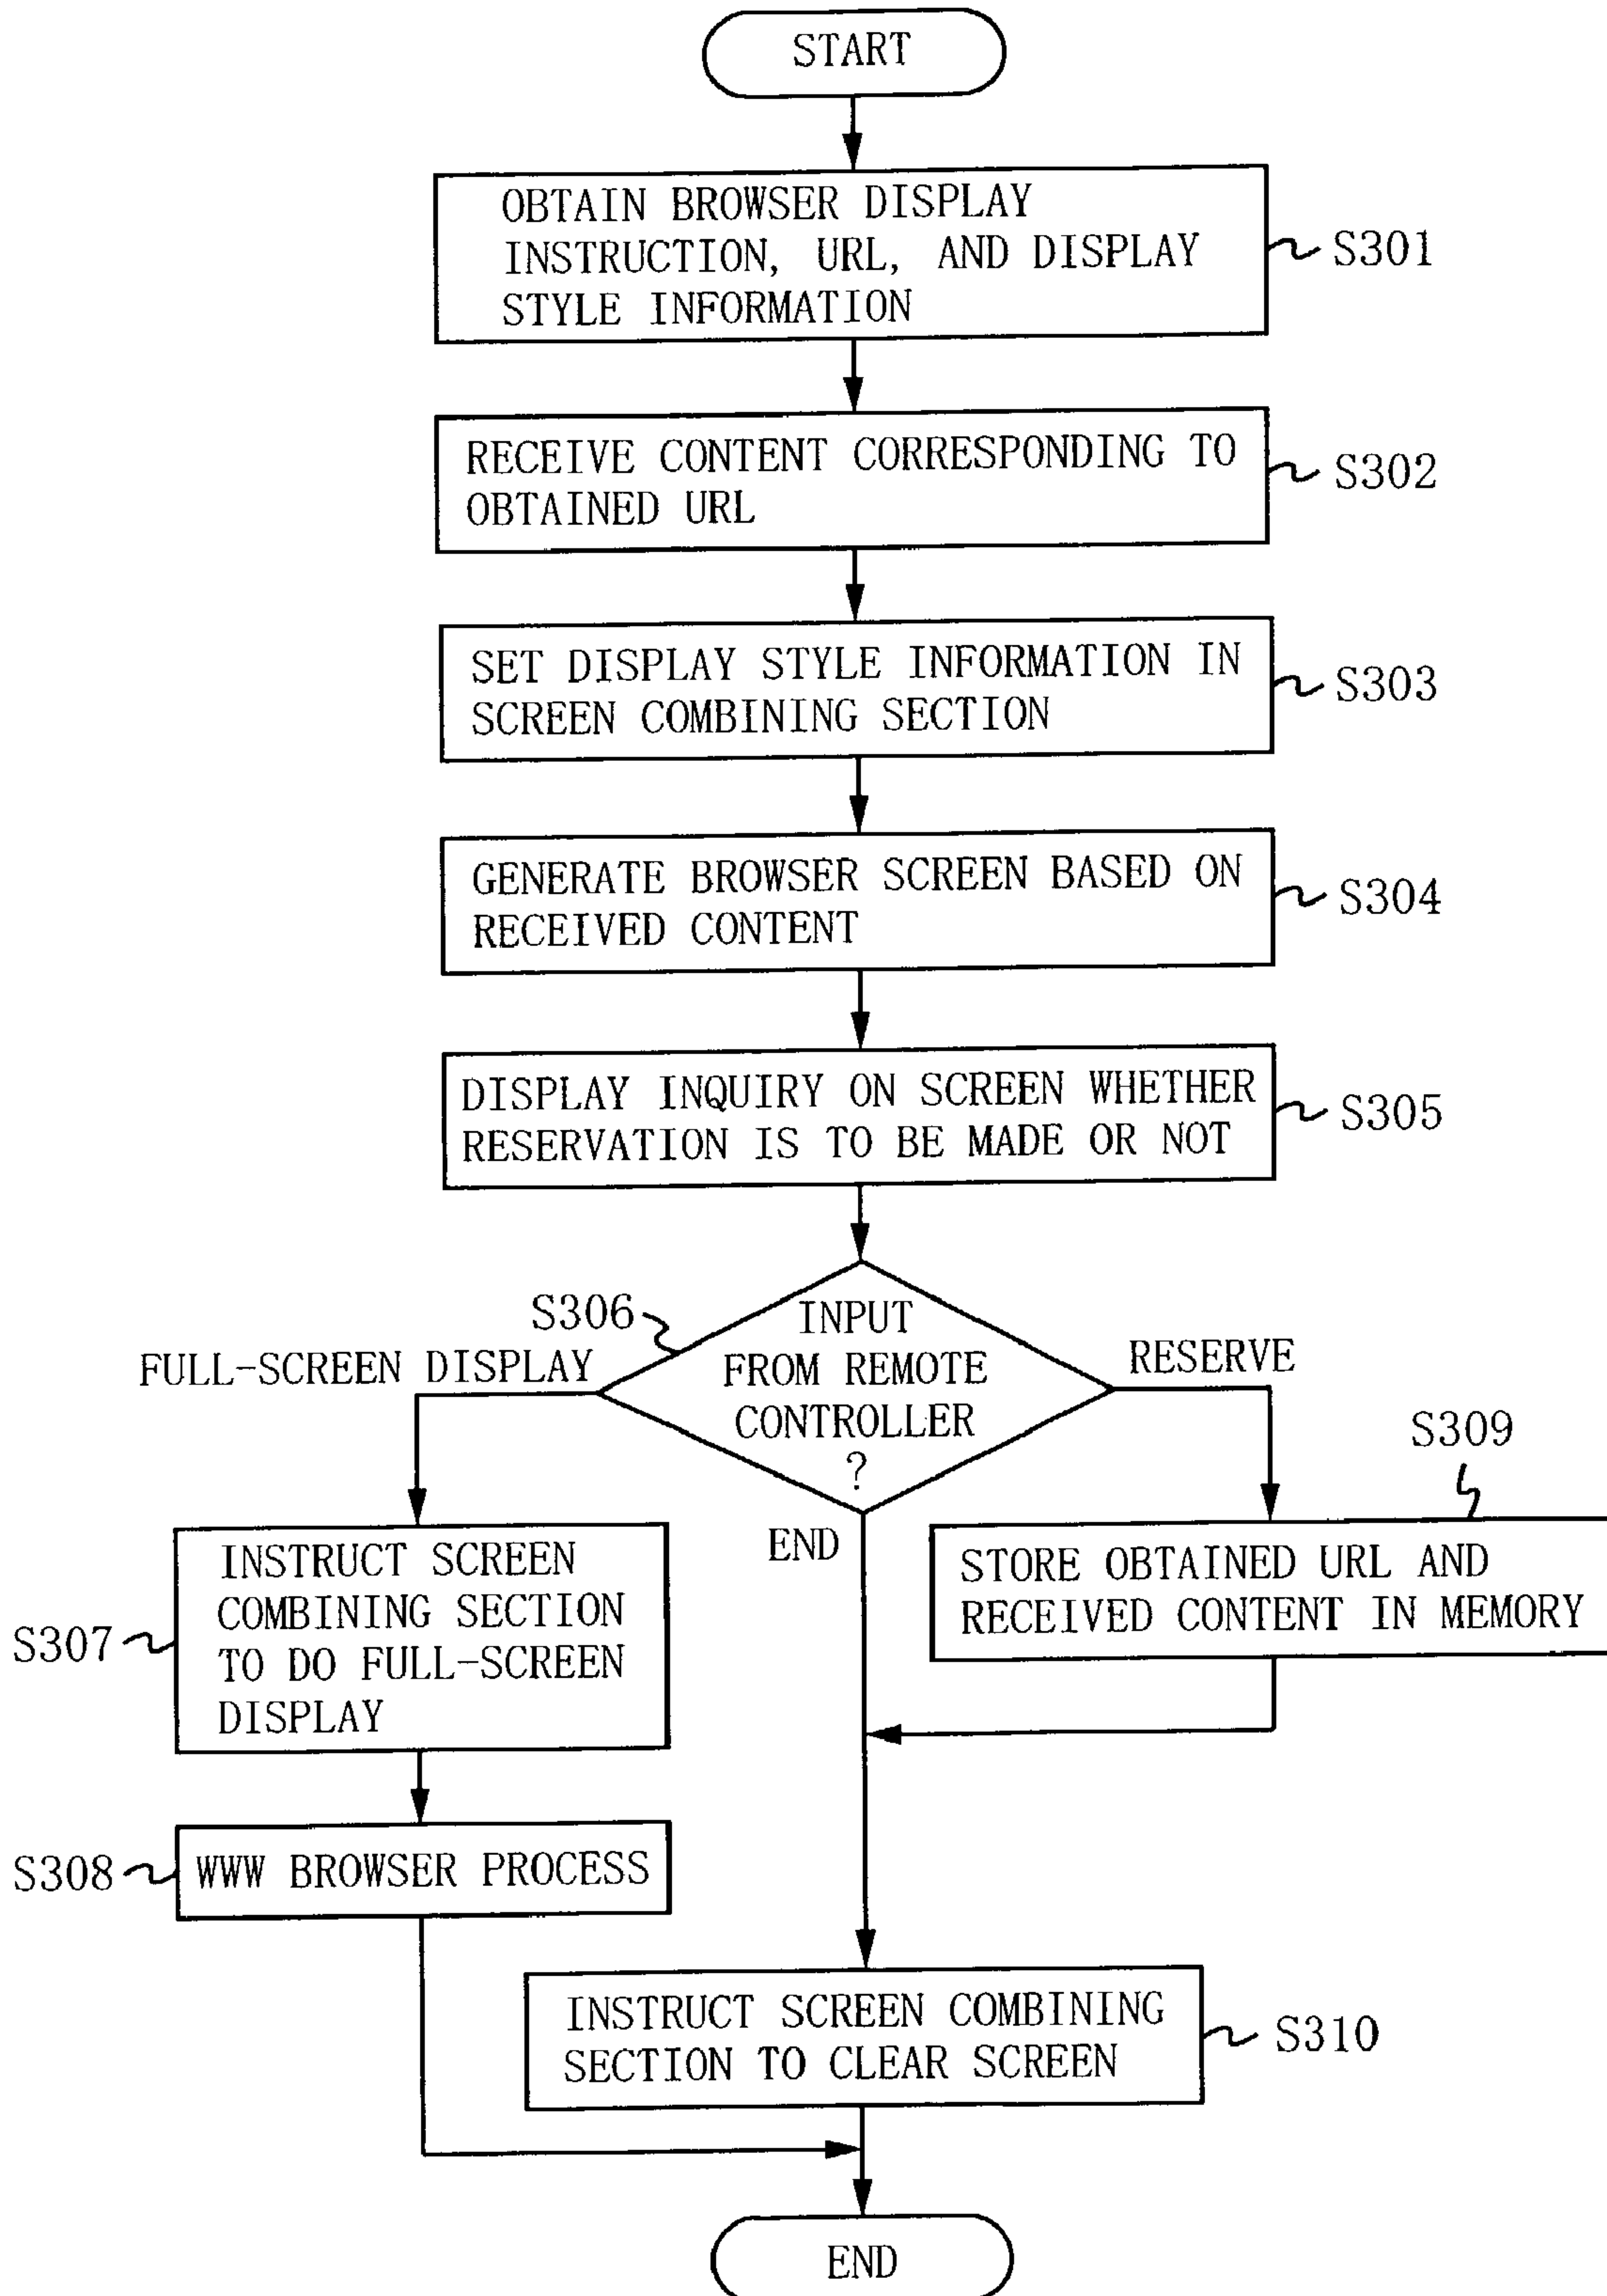 START
OBTAIN BROWSER DISPLAY
INSTRUCTION, URL, AND DISPLAY
STYLE INFORMATION
S301
RECEIVE CONTENT CORRESPONDING TO
OBTAINED URL
S302
SET DISPLAY STYLE INFORMATION IN
SCREEN COMBINING SECTION
S303
GENERATE BROWSER SCREEN BASED ON
RECEIVED CONTENT
S304
DISPLAY INQUIRY ON SCREEN WHETHER
RESERVATION IS TO BE MADE OR NOT
S305
S306
INPUT
FROM REMOTE
CONTROLLER
?
FULL-SCREEN DISPLAY
RESERVE
END
S309
STORE OBTAINED URL AND
RECEIVED CONTENT IN MEMORY
S307
INSTRUCT SCREEN
COMBINING SECTION
TO DO FULL-SCREEN
DISPLAY
S308
WWW BROWSER PROCESS
INSTRUCT SCREEN COMBINING
SECTION TO CLEAR SCREEN
S310
END